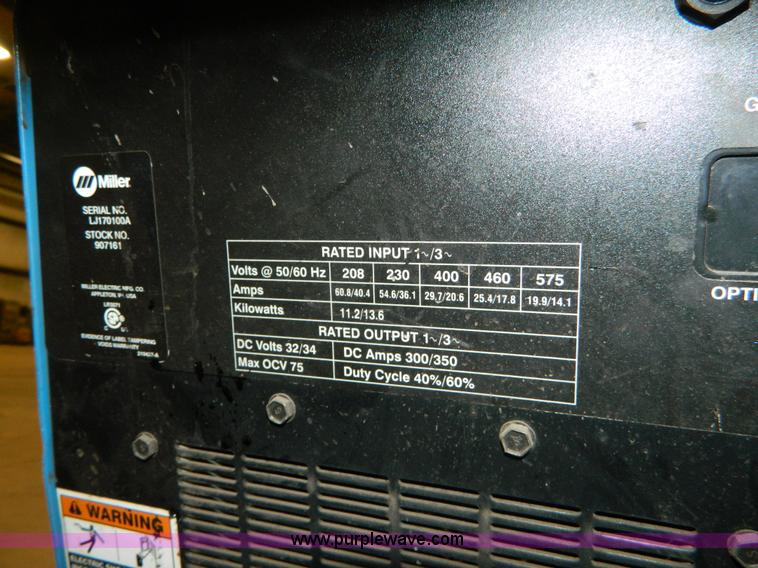 Miller
SERIAL NO.
LJ170100A
STOCK NO.
907161
MILLER ELECTRIC MFG. CO.
APPLETON, USA
EVIDENCE OF LABEL TAMPERING
VOIDS WARRANTY
RATED INPUT 1~/3~
Volts @ 50/60 Hz 208 230 400 460 575
Amps 60.8/40.4 54.6/36.1 29.7/20.6 25.4/17.8 19.9/14.1
Kilowatts 11.2/13.6
RATED OUTPUT 1~/3~
DC Volts 32/34 DC Amps 300/350
Max OCV 75 Duty Cycle 40%/60%
G
OPTI
WARNING
www.purplewave.com